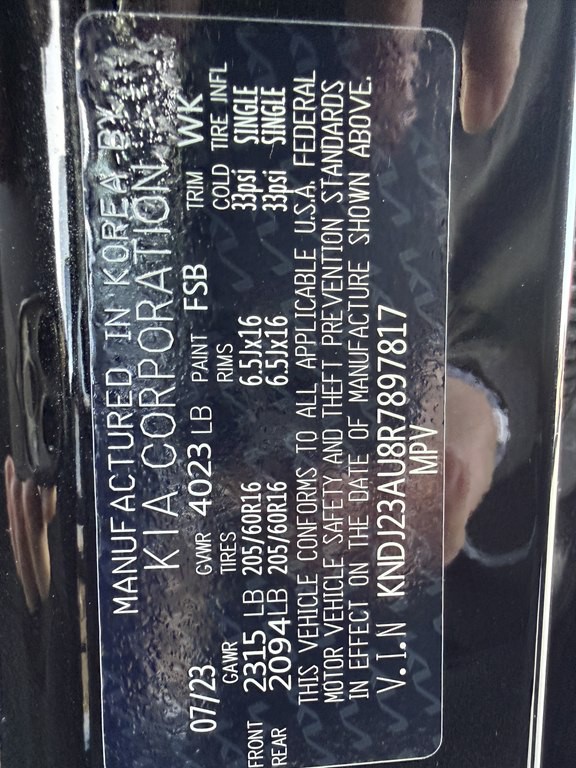 MANUFACTURED IN KOREA BY
KIA CORPORATION
07/23 GVWR 4023 LB PAINT FSB TRIM WK
GAWR TIRES RIMS COLD TIRE INFL
FRONT 2315 LB 205/60R16 6.5Jx16 33psi SINGLE
REAR 2094LB 205/60R16 6.5Jx16 33psi SINGLE
THIS VEHICLE CONFORMS TO ALL APPLICABLE U.S.A. FEDERAL
MOTOR VEHICLE SAFETY AND THEFT PREVENTION STANDARDS
IN EFFECT ON THE DATE OF MANUFACTURE SHOWN ABOVE.
V.I.N KNDJ23AU8R7897817
MPV